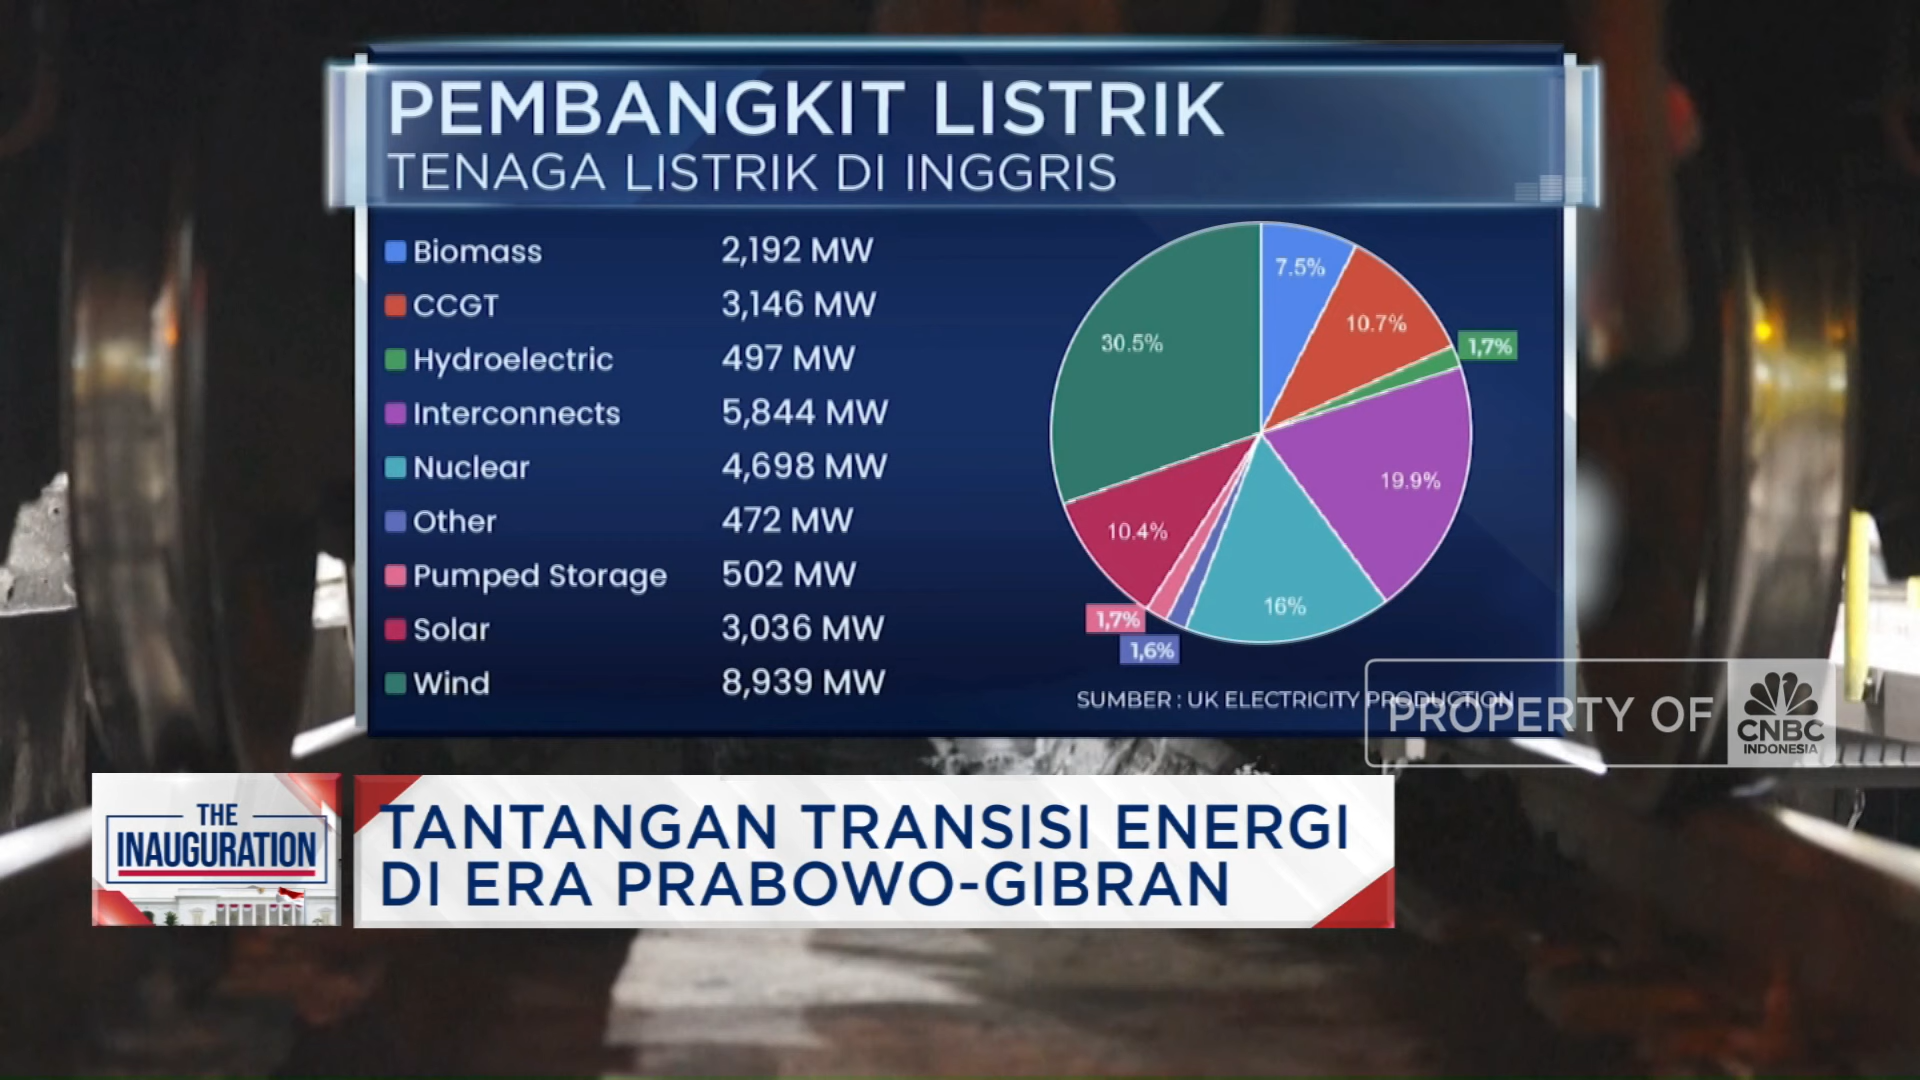 PEMBANGKIT LISTRIK
TENAGA LISTRIK DI INGGRIS
Biomass 2,192 MW
CCGT 3,146 MW
Hydroelectric 497 MW
Interconnects 5,844 MW
Nuclear 4,698 MW
Other 472 MW
Pumped Storage 502 MW
Solar 3,036 MW
Wind 8,939 MW
7.5%
10.7%
1,7%
19.9%
16%
1,6%
1,7%
10.4%
30.5%
SUMBER : UK ELECTRICITY PRODUCTION
PROPERTY OF
CNBC
INDONESIA
THE
INAUGURATION
TANTANGAN TRANSISI ENERGI
DI ERA PRABOWO-GIBRAN